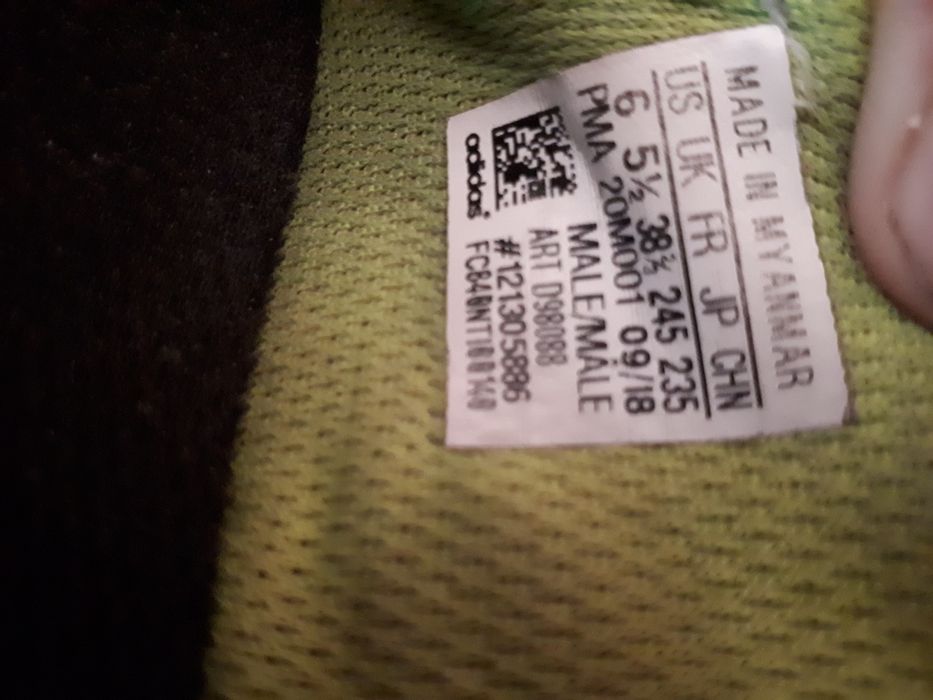 MADE IN MYANMAR
US UK FR JP CHN
6 5½ 38⅔ 245 235
PMA 20M001 09/18
MALE/MÂLE
ART D98088
#121305886
adidas